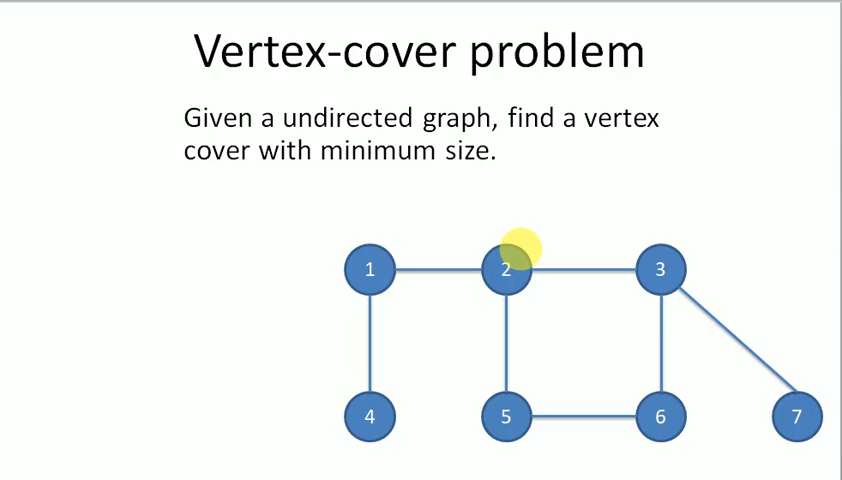 Vertex-cover problem
Given a undirected graph, find a vertex
cover with minimum size.
1 2 3
4 5 6 7